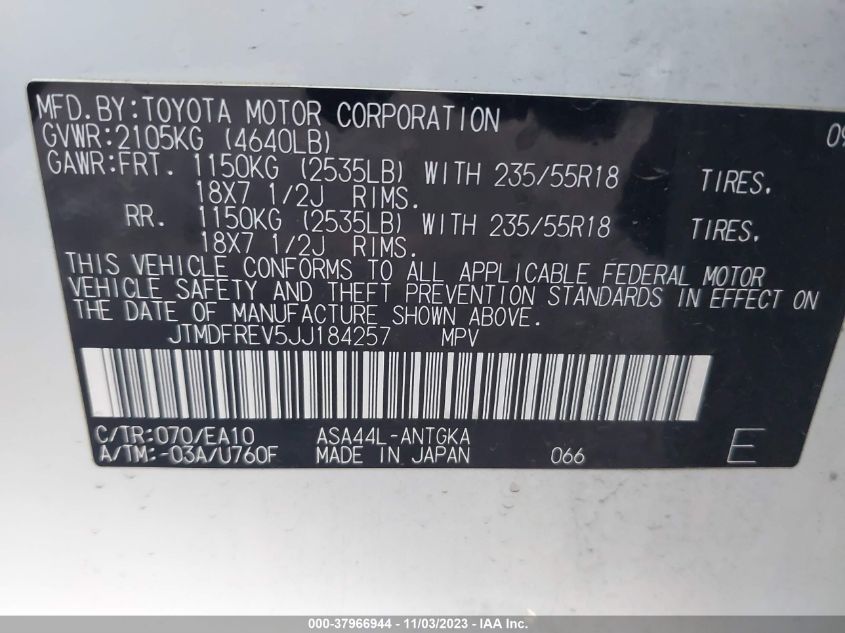 MFD. BY:TOYOTA MOTOR CORPORATION 09
GVWR:2105KG (4640LB)
GAWR:FRT. 1150KG (2535LB) WITH 235/55R18 TIRES.
18X7 1/2J RIMS.
RR. 1150KG (2535LB) WITH 235/55R18 TIRES.
18X7 1/2J RIMS.
THIS VEHICLE CONFORMS TO ALL APPLICABLE FEDERAL MOTOR
VEHICLE SAFETY AND THEFT PREVENTION STANDARDS IN EFFECT ON
THE DATE OF MANUFACTURE SHOWN ABOVE.
JTMDFREV5JJ184257 MPV
C/TR:070/EA10 ASA44L-ANTGKA
A/TM:-03A/U760F MADE IN JAPAN 066 E
000-37966944 - 11/03/2023 - IAA Inc.